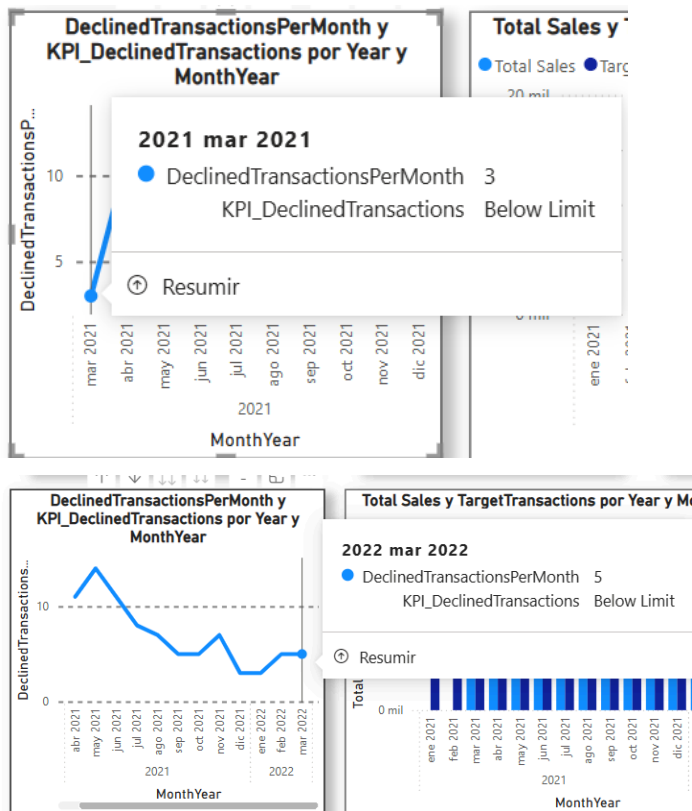 DeclinedTransactionsPerMonth y
KPI_DeclinedTransactions por Year y
MonthYear
DeclinedTransactionsP...
10
5
mar 2021
abr 2021
may 2021
jun 2021
jul 2021
ago 2021
sep 2021
oct 2021
nov 2021
dic 2021
2021
MonthYear
2021 mar 2021
DeclinedTransactionsPerMonth 3
KPI_DeclinedTransactions Below Limit
Resumir
Total Sales y
Total Sales
20 mil
0 mil
ene 2021
DeclinedTransactionsPerMonth y
KPI_DeclinedTransactions por Year y
MonthYear
DeclinedTransactions...
10
0
abr 2021
may 2021
jun 2021
jul 2021
ago 2021
sep 2021
oct 2021
nov 2021
dic 2021
ene 2022
feb 2022
mar 2022
2021
2022
MonthYear
Total Sales y TargetTransactions por Year y
2022 mar 2022
DeclinedTransactionsPerMonth 5
KPI_DeclinedTransactions Below Limit
Resumir
Total
0 mil
ene 2021
feb 2021
mar 2021
abr 2021
may 2021
jun 2021
jul 2021
ago 2021
sep 2021
oct 2021
nov 2021
dic 2021
2021
MonthYear